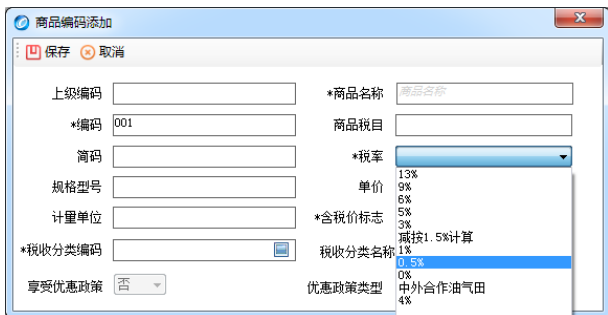 商品编码添加
保存 取消
上级编码
*商品名称 商品名称
*编码 001
商品税目
简码
*税率
规格型号
单价
计量单位
*含税价标志
*税收分类编码
税收分类名称
享受优惠政策 否
优惠政策类型
13%
9%
6%
5%
3%
减按1.5%计算
1%
0.5%
0%
中外合作油气田
4%